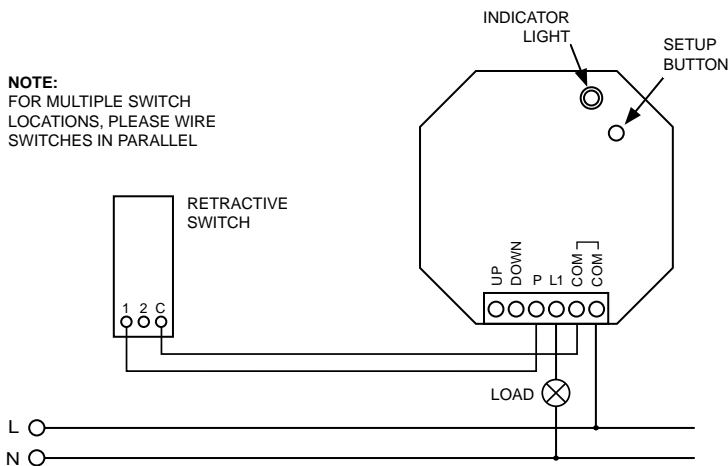 INDICATOR
LIGHT
SETUP
BUTTON
NOTE:
FOR MULTIPLE SWITCH
LOCATIONS, PLEASE WIRE
SWITCHES IN PARALLEL
RETRACTIVE
SWITCH
UP
DOWN
P
L1
COM
COM
1 2 C
LOAD
L
N